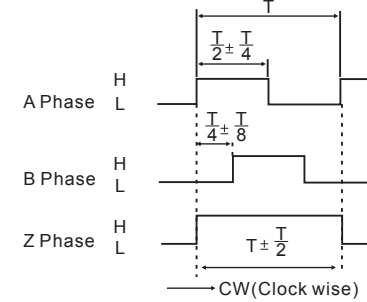 T
T/2 ± T/4
A Phase H L
T/4 ± T/8
B Phase H L
Z Phase H L
T ± T/2
CW(Clock wise)